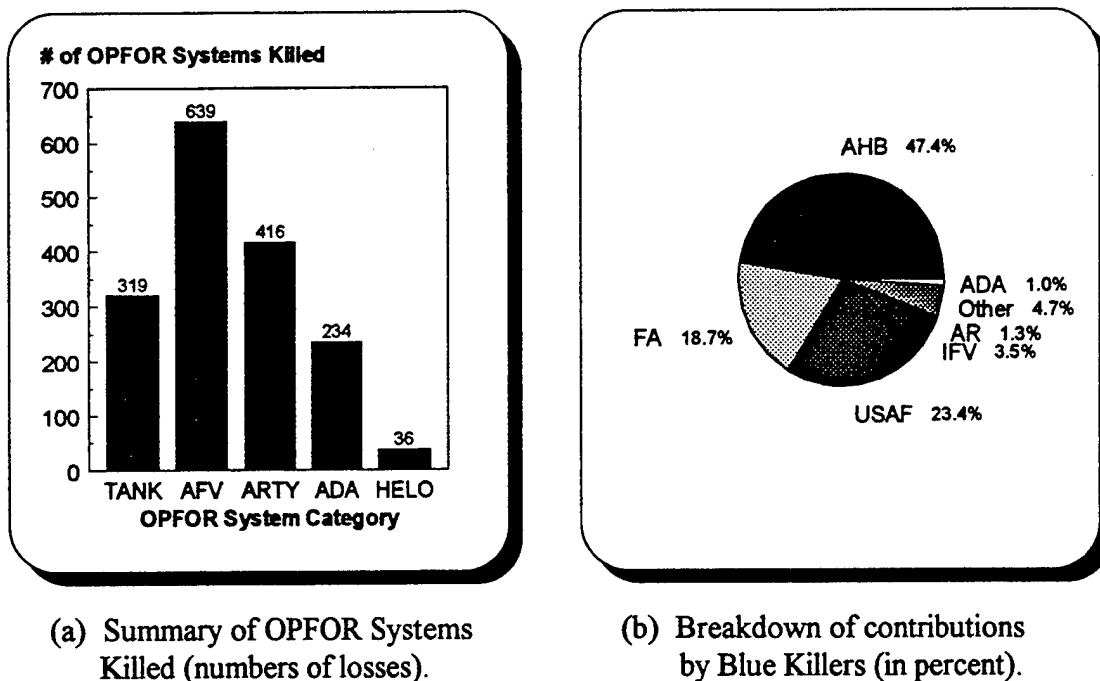 # of OPFOR Systems Killed
700
600
500
400
300
200
100
0
319
639
416
234
36
TANK AFV ARTY ADA HELO
OPFOR System Category
AHB 47.4%
ADA 1.0%
Other 4.7%
AR 1.3%
IFV 3.5%
FA 18.7%
USAF 23.4%
(a) Summary of OPFOR Systems
Killed (numbers of losses).
(b) Breakdown of contributions
by Blue Killers (in percent).